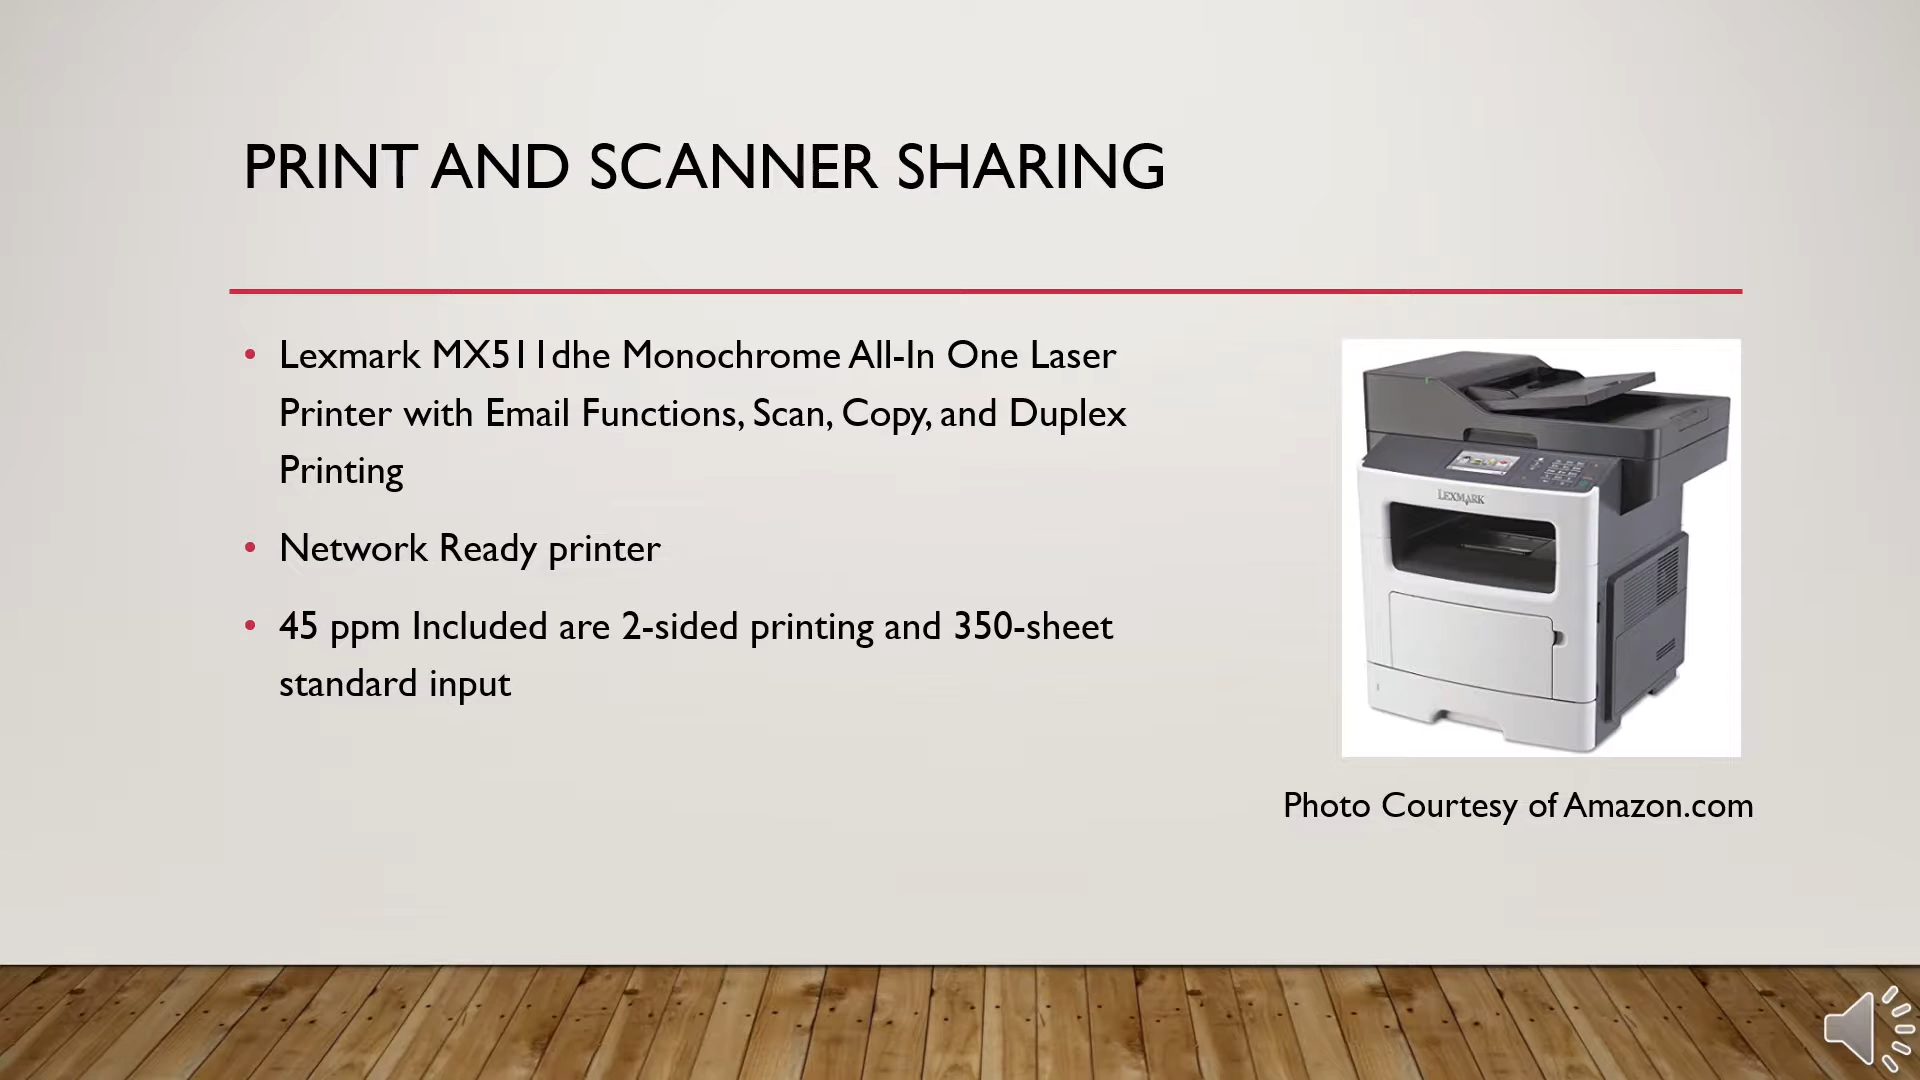 PRINT AND SCANNER SHARING
• Lexmark MX511dhe Monochrome All-In One Laser
Printer with Email Functions, Scan, Copy, and Duplex
Printing
• Network Ready printer
• 45 ppm Included are 2-sided printing and 350-sheet
standard input
LEXMARK
Photo Courtesy of Amazon.com